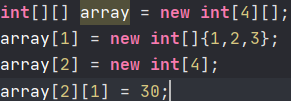 int[][] array = new int[4][];
array[1] = new int[]{1,2,3};
array[2] = new int[4];
array[2][1] = 30;